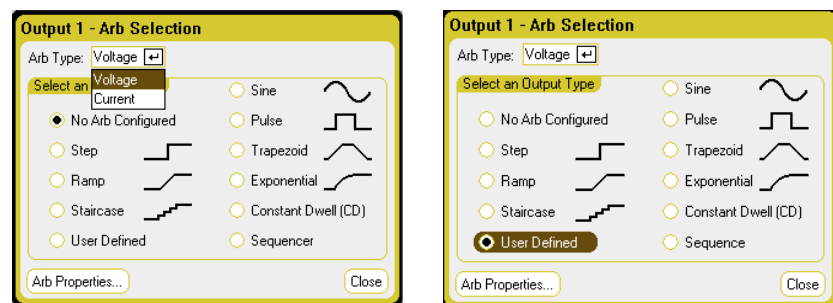 Output 1 - Arb Selection
Arb Type: Voltage
Voltage
Current
Select an
No Arb Configured
Step
Ramp
Staircase
User Defined
Sine
Pulse
Trapezoid
Exponential
Constant Dwell (CD)
Sequencer
Arb Properties...
Close
Output 1 - Arb Selection
Arb Type: Voltage
Select an Output Type
No Arb Configured
Step
Ramp
Staircase
User Defined
Sine
Pulse
Trapezoid
Exponential
Constant Dwell (CD)
Sequence
Arb Properties...
Close